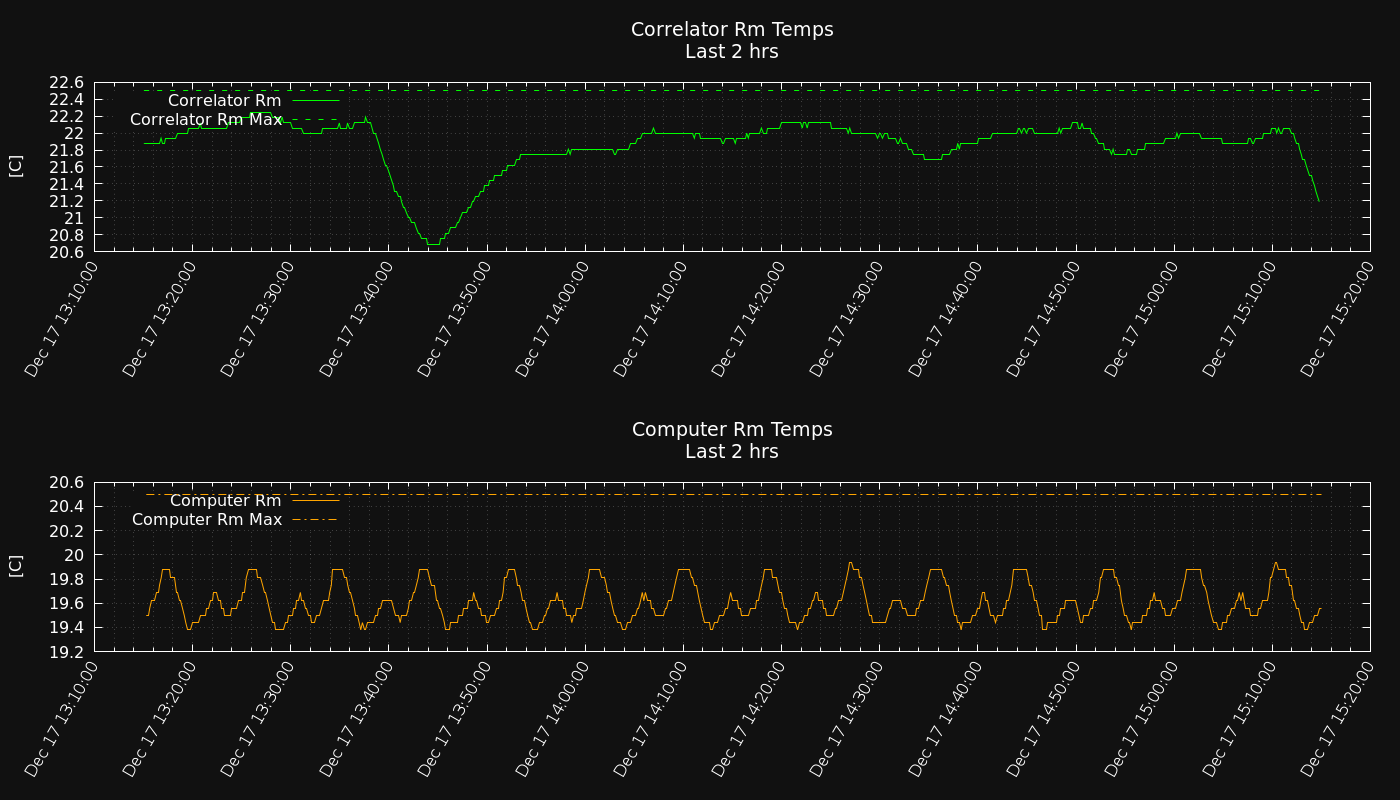 Correlator Rm Temps
Last 2 hrs
22.6
22.4
22.2
22
21.8
21.6
21.4
21.2
21
20.8
20.6
[C]
Correlator Rm
Correlator Rm Max
Dec 17 13:10:00
Dec 17 13:20:00
Dec 17 13:30:00
Dec 17 13:40:00
Dec 17 13:50:00
Dec 17 14:00:00
Dec 17 14:10:00
Dec 17 14:20:00
Dec 17 14:30:00
Dec 17 14:40:00
Dec 17 14:50:00
Dec 17 15:00:00
Dec 17 15:10:00
Dec 17 15:20:00
Computer Rm Temps
Last 2 hrs
20.6
20.4
20.2
20
19.8
19.6
19.4
19.2
[C]
Computer Rm
Computer Rm Max
Dec 17 13:10:00
Dec 17 13:20:00
Dec 17 13:30:00
Dec 17 13:40:00
Dec 17 13:50:00
Dec 17 14:00:00
Dec 17 14:10:00
Dec 17 14:20:00
Dec 17 14:30:00
Dec 17 14:40:00
Dec 17 14:50:00
Dec 17 15:00:00
Dec 17 15:10:00
Dec 17 15:20:00